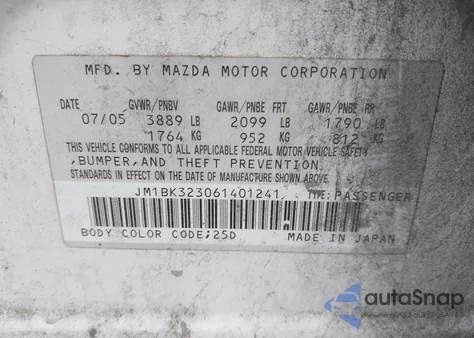 MFD. BY MAZDA MOTOR CORPORATION
DATE GVWR/PNBV GAWR/PNBE FRT GAWR/PNBE RR
07/05 3889 LB 2099 LB 1790 LB
1764 KG 952 KG 812 KG
THIS VEHICLE CONFORMS TO ALL APPLICABLE FEDERAL MOTOR VEHICLE SAFETY
,BUMPER,AND THEFT PREVENTION
STANDARDS IN EFFECT ON THE DATE OF MANUFACTURE SHOWN ABOVE.
JM1BK323061401241 TYPE:PASSENGER
BODY COLOR CODE;25D MADE IN JAPAN
autoSnap